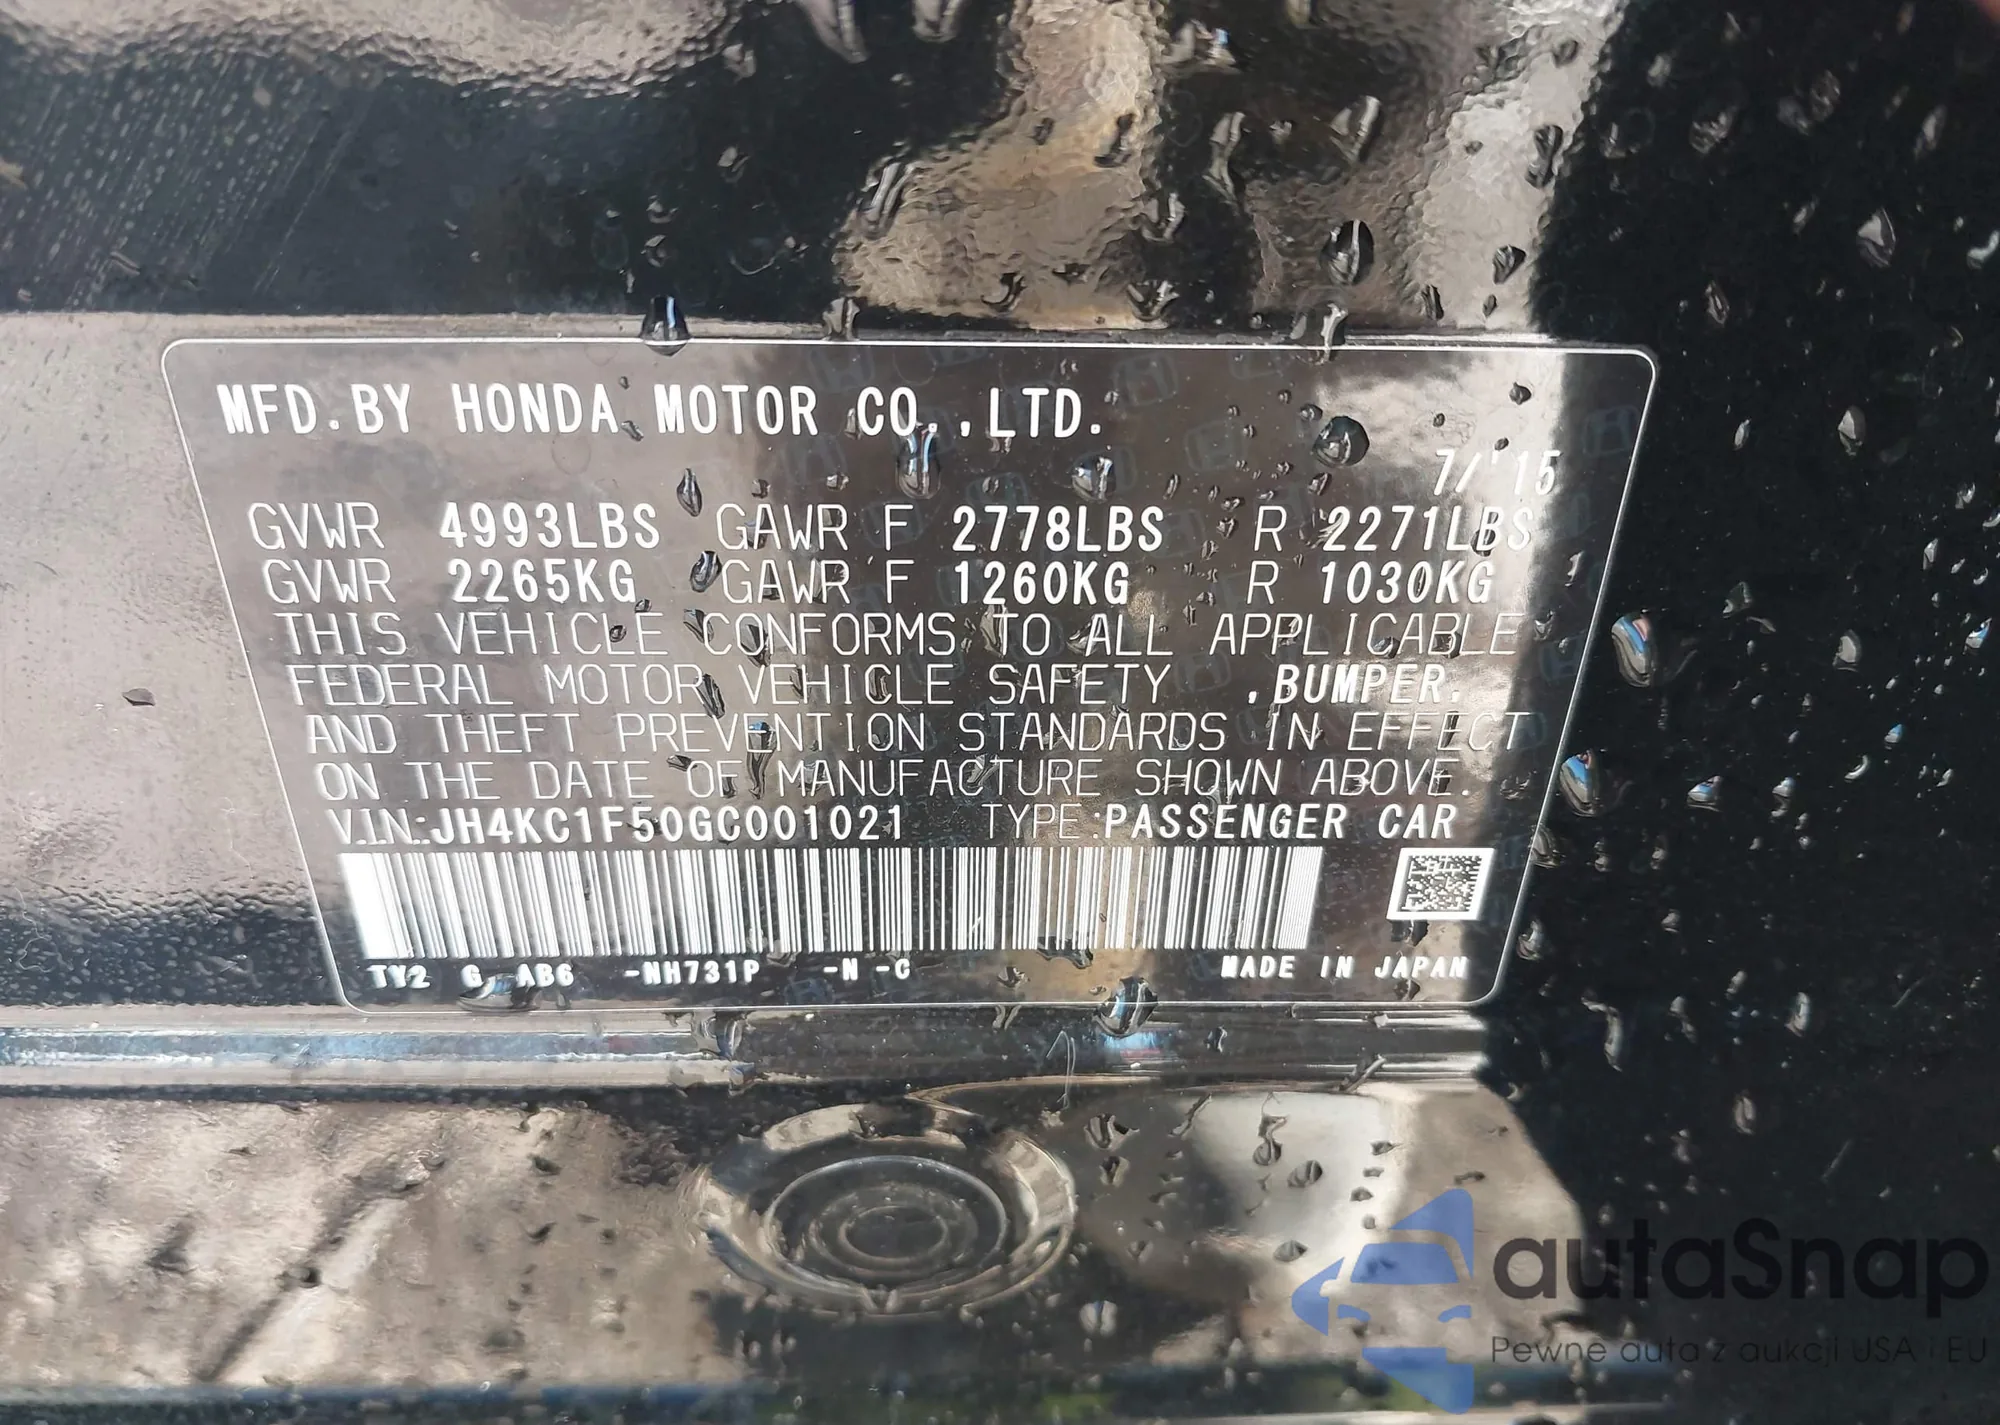 MFD.BY HONDA MOTOR CO.,LTD.
7/'15
GVWR 4993LBS GAWR F 2778LBS R 2271LBS
GVWR 2265KG GAWR F 1260KG R 1030KG
THIS VEHICLE CONFORMS TO ALL APPLICABLE
FEDERAL MOTOR VEHICLE SAFETY ,BUMPER,
AND THEFT PREVENTION STANDARDS IN EFFECT
ON THE DATE OF MANUFACTURE SHOWN ABOVE.
V.I.N.:JH4KC1F50GC001021 TYPE:PASSENGER CAR
TY2 G AB6 -NH731P -N -C MADE IN JAPAN
autaSnap
Pewne auta z aukcji USA i EU